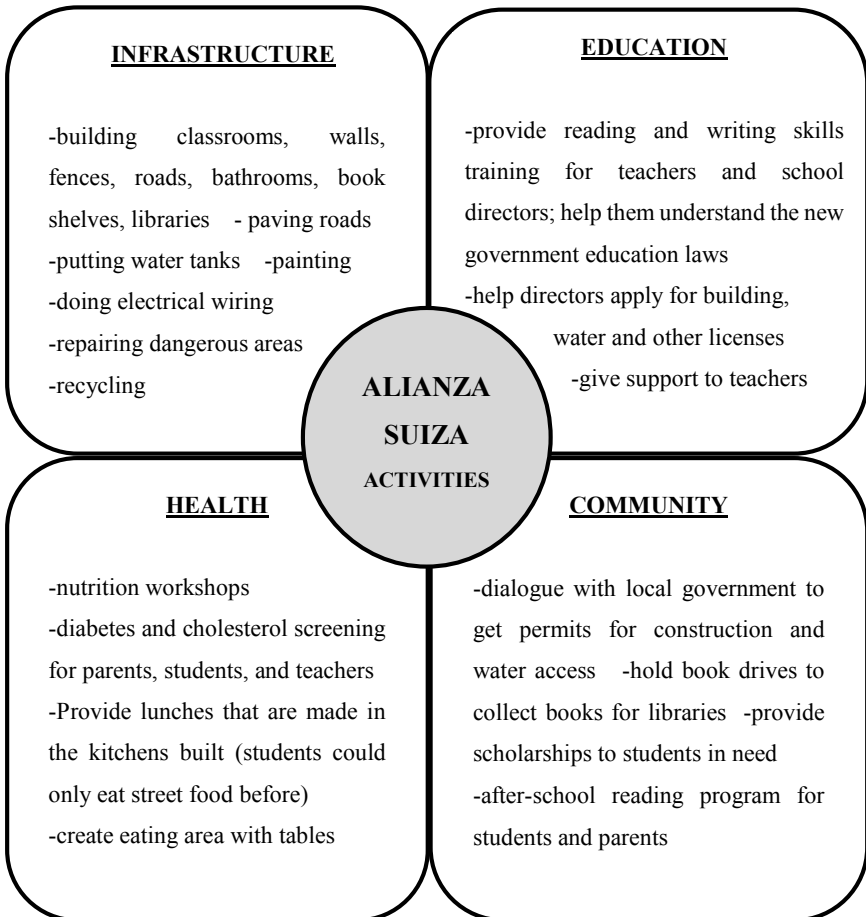 INFRASTRUCTURE
-building classrooms, walls,
fences, roads, bathrooms, book
shelves, libraries - paving roads
-putting water tanks -painting
-doing electrical wiring
-repairing dangerous areas
-recycling
EDUCATION
-provide reading and writing skills
training for teachers and school
directors; help them understand the new
government education laws
-help directors apply for building,
water and other licenses
-give support to teachers
ALIANZA
SUIZA
ACTIVITIES
HEALTH
-nutrition workshops
-diabetes and cholesterol screening
for parents, students, and teachers
-Provide lunches that are made in
the kitchens built (students could
only eat street food before)
-create eating area with tables
COMMUNITY
-dialogue with local government to
get permits for construction and
water access -hold book drives to
collect books for libraries -provide
scholarships to students in need
-after-school reading program for
students and parents